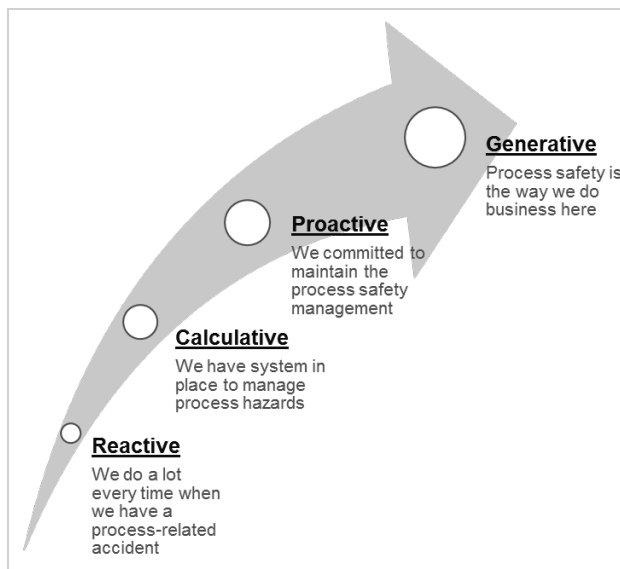 Generative
Process safety is
the way we do
business here
Proactive
We committed to
maintain the
process safety
management
Calculative
We have system in
place to manage
process hazards
Reactive
We do a lot
every time when
we have a
process-related
accident